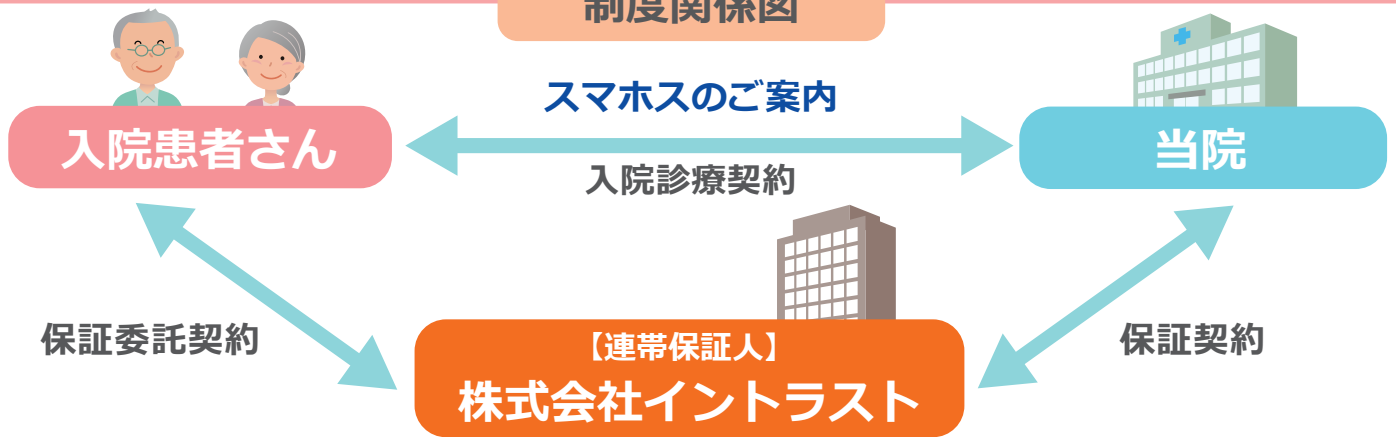 制度関係図
スマホスのご案内
入院患者さん
当院
入院診療契約
保証委託契約
保証契約
【連帯保証人】
株式会社イントラスト